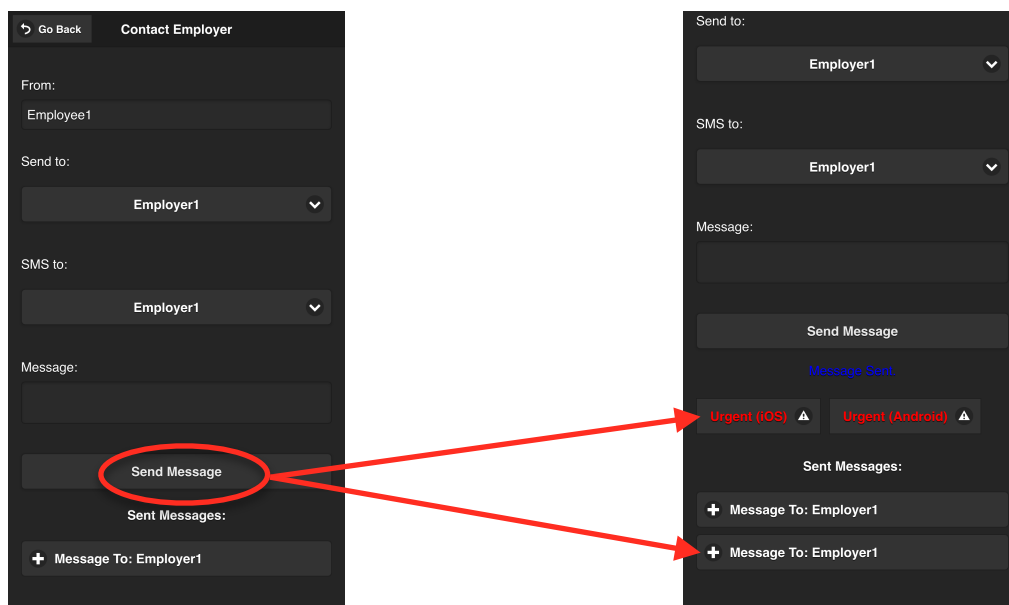 Go Back
Contact Employer
From:
Employee1
Send to:
Employer1
SMS to:
Employer1
Message:
Send Message
Sent Messages:
Message To: Employer1
Send to:
Employer1
SMS to:
Employer1
Message:
Send Message
Message Sent.
Urgent (iOS)
Urgent (Android)
Sent Messages:
Message To: Employer1
Message To: Employer1